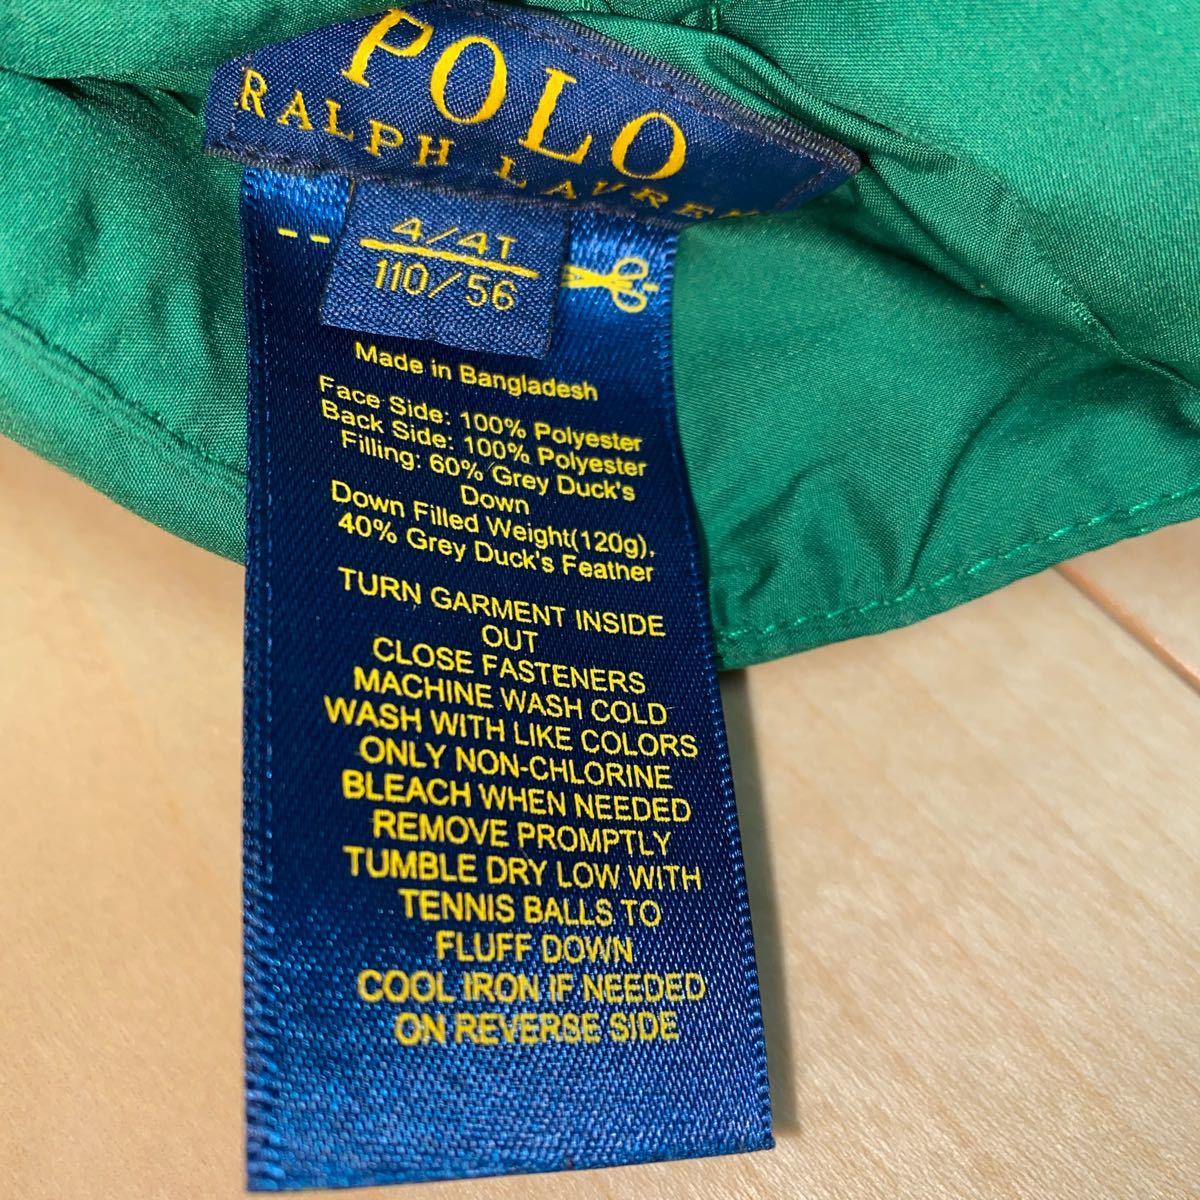 POLO
RALPH LAUREN
4/4T
110/56
Made in Bangladesh
Face Side: 100% Polyester
Back Side: 100% Polyester
Filling: 60% Grey Duck's
Down
Down Filled Weight(120g),
40% Grey Duck's Feather
TURN GARMENT INSIDE
OUT
CLOSE FASTENERS
MACHINE WASH COLD
WASH WITH LIKE COLORS
ONLY NON-CHLORINE
BLEACH WHEN NEEDED
REMOVE PROMPTLY
TUMBLE DRY LOW WITH
TENNIS BALLS TO
FLUFF DOWN
COOL IRON IF NEEDED
ON REVERSE SIDE